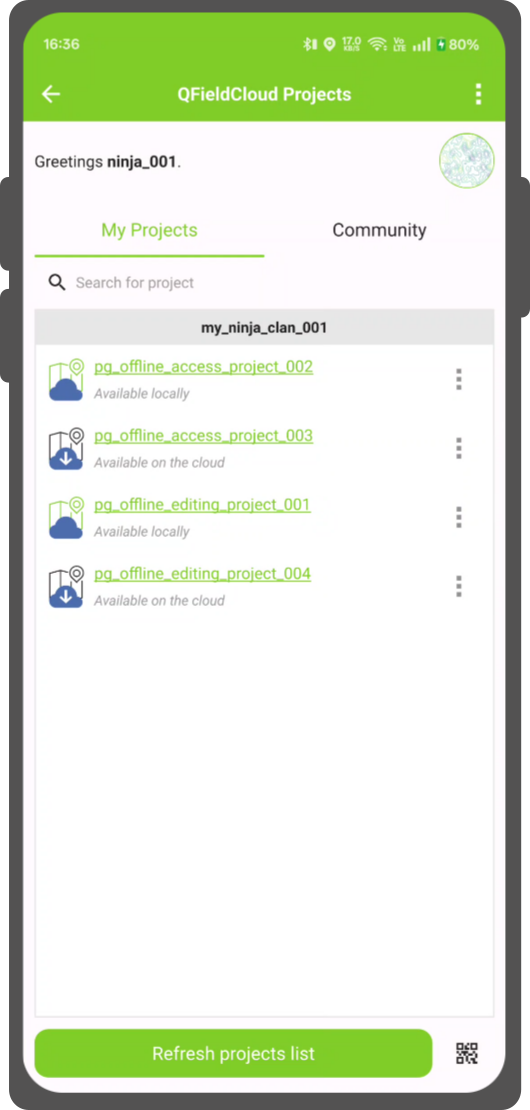 16:36
17.0
KB/S
Vo
LTE
80%
QFieldCloud Projects
Greetings ninja_001.
My Projects
Community
Search for project
my_ninja_clan_001
pg_offline_access_project_002
Available locally
pg_offline_access_project_003
Available on the cloud
pg_offline_editing_project_001
Available locally
pg_offline_editing_project_004
Available on the cloud
Refresh projects list